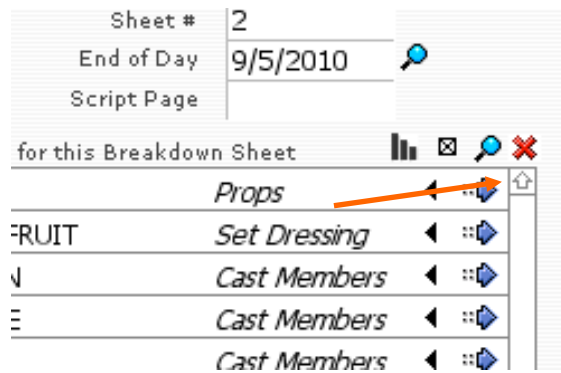 Sheet # 2
End of Day 9/5/2010
Script Page
for this Breakdown Sheet
Props
FRUIT Set Dressing
N Cast Members
E Cast Members
Cast Members